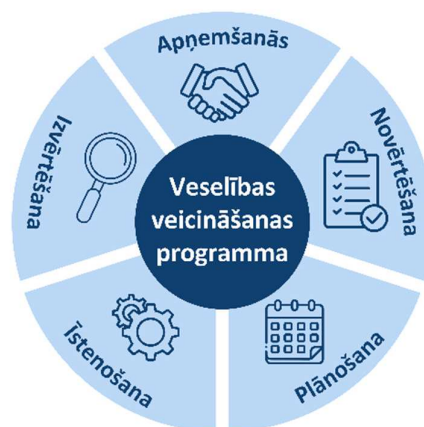 Apņemšanās
Novērtēšana
Plānošana
Īstenošana
Izvērtēšana
Veselības
veicināšanas
programma